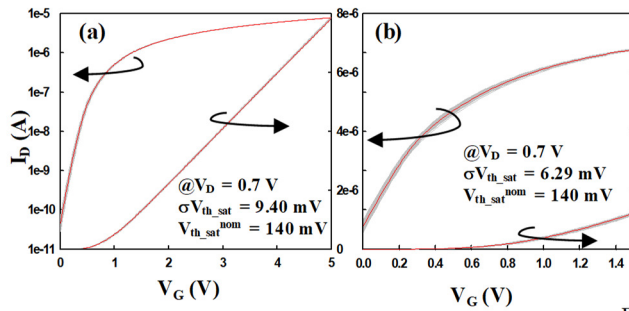 (a)
(b)
1e-5
1e-6
1e-7
1e-8
1e-9
1e-10
1e-11
I_D (A)
@V_D = 0.7 V
σV_th_sat = 9.40 mV
V_th_sat^nom = 140 mV
0 1 2 3 4 5
V_G (V)
8e-6
6e-6
4e-6
2e-6
0
@V_D = 0.7 V
σV_th_sat = 6.29 mV
V_th_sat^nom = 140 mV
0.0 0.2 0.4 0.6 0.8 1.0 1.2 1.4
V_G (V)